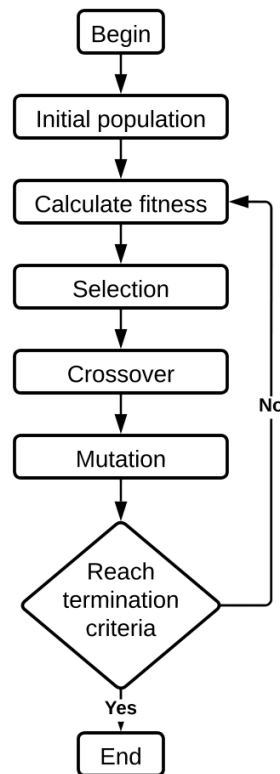 Begin
Initial population
Calculate fitness
Selection
Crossover
No
Mutation
Reach
termination
criteria
Yes
End